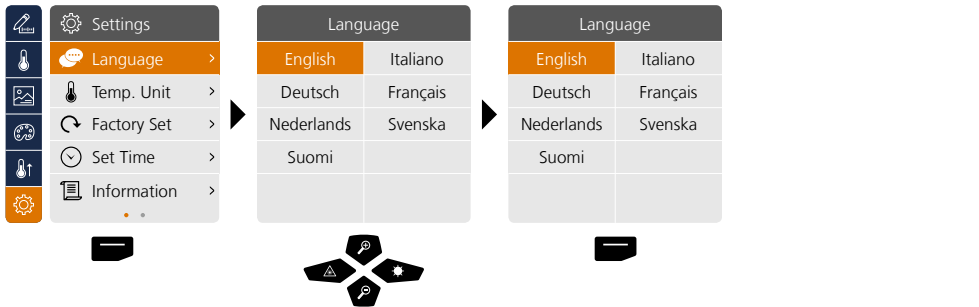 Settings
Language
Temp. Unit
Factory Set
Set Time
Information
Language
English Italiano
Deutsch Français
Nederlands Svenska
Suomi
Language
English Italiano
Deutsch Français
Nederlands Svenska
Suomi